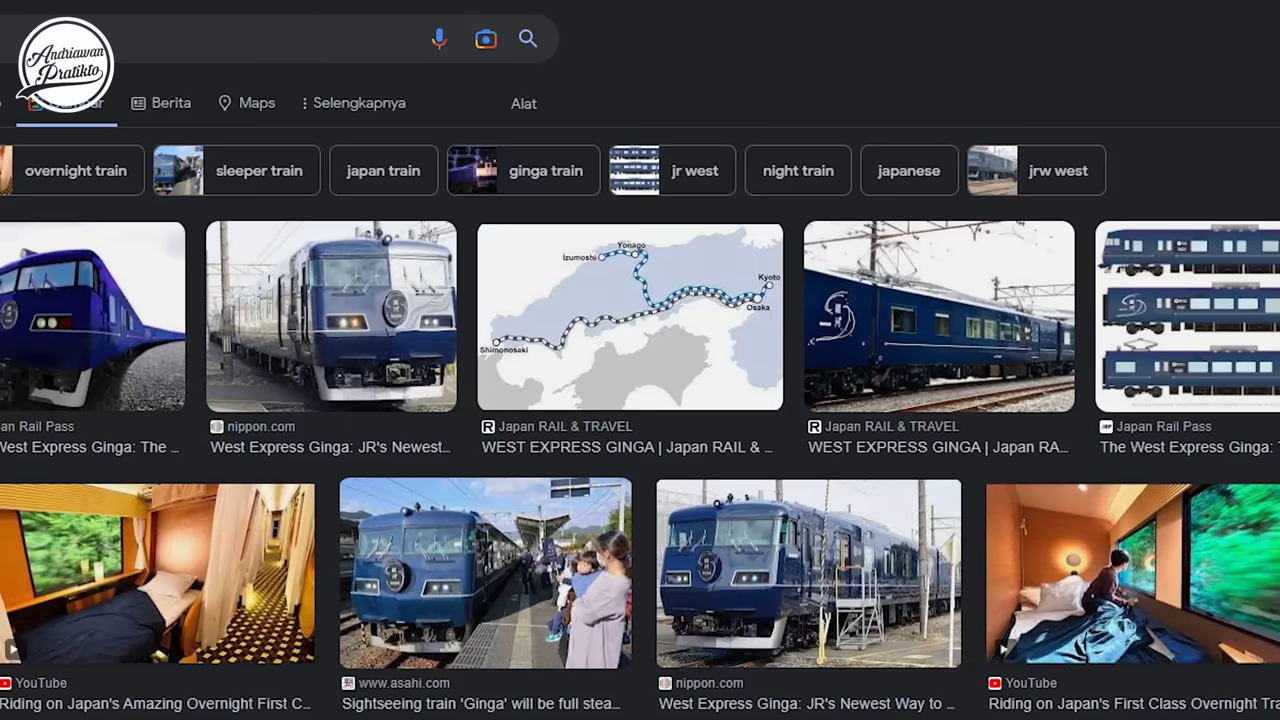 Andriawan
Pratikto
Berita
Maps
Selengkapnya
Alat
overnight train
sleeper train
japan train
ginga train
jr west
night train
japanese
jrw west
Yonago
Izumoshi
Kyoto
Osaka
Shimonoseki
an Rail Pass
nippon.com
Japan RAIL & TRAVEL
Japan RAIL & TRAVEL
Japan Rail Pass
West Express Ginga: The ...
West Express Ginga: JR's Newest...
WEST EXPRESS GINGA | Japan RAIL & ...
WEST EXPRESS GINGA | Japan RA...
The West Express Ginga:
YouTube
www.asahi.com
nippon.com
YouTube
Riding on Japan's Amazing Overnight First C...
Sightseeing train 'Ginga' will be full stea...
West Express Ginga: JR's Newest Way to ...
Riding on Japan's First Class Overnight Tra